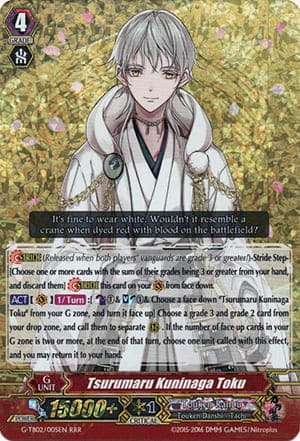 4
GRADE
It's fine to wear white. Wouldn't it resemble a
crane when dyed red with blood on the battlefield?
(Released when both players' vanguards are grade 3 or greater!)-Stride Step-
[Choose one or more cards with the sum of their grades being 3 or greater from your
hand, and discard them] this card on your from face down.
ACT 1/Turn : & & Choose a face down "Tsurumaru Kuninaga
Toku" from your G zone, and turn it face up] Choose a grade 3 and grade 2 card from
your drop zone, and call them to separate . If the number of face up cards in your
G zone is two or more, at the end of that turn, choose one unit called with this effect,
and you may return it to your hand.
G
UNIT
Tsurumaru Kuninaga Toku
POWER
15000+
1
CRITICAL
Touken Danshi
Tachi
G-TB02/005EN RRR
©2015-2016 DMM GAMES/Nitroplus